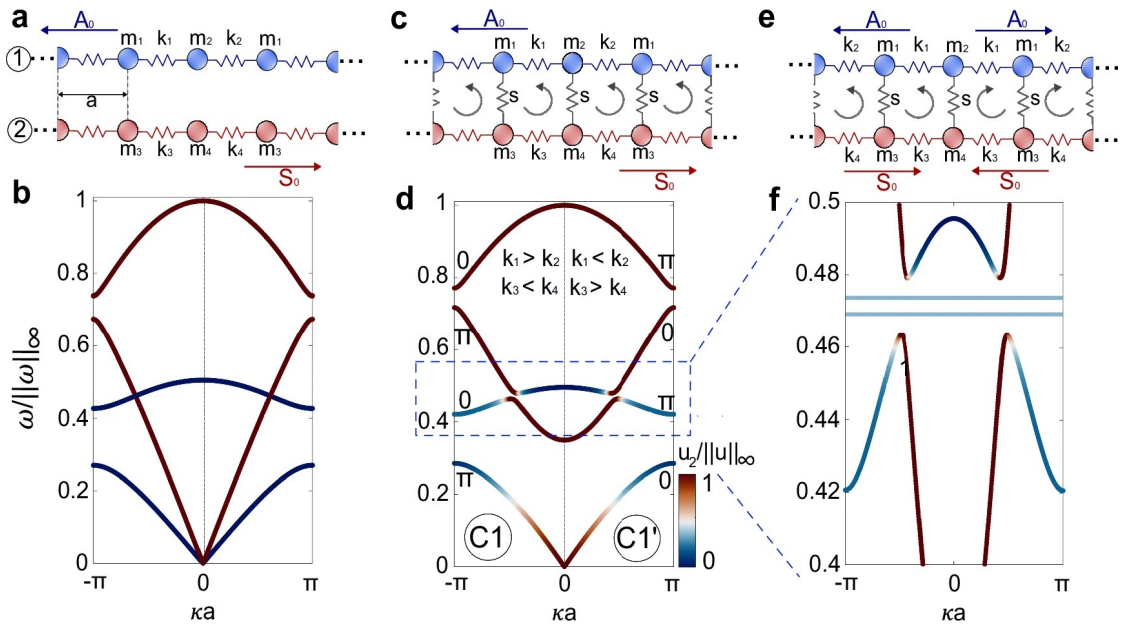 a
A₀
m₁ k₁ m₂ k₂ m₁
1
a
2
m₃ k₃ m₄ k₄ m₃
S₀
b
1
0.8
0.6
0.4
0.2
0
ω/||ω||∞
-π 0 π
κa
c
A₀
m₁ k₁ m₂ k₂ m₁
s s s
m₃ k₃ m₄ k₄ m₃
S₀
d
1
0.8
0.6
0.4
0.2
0
0 k₁ > k₂ k₁ < k₂ π
k₃ < k₄ k₃ > k₄
π 0
0 π
π 0
C1 C1'
u₂/||u||∞
1
0
-π 0 π
κa
e
A₀ A₀
k₂ m₁ k₁ m₂ k₁ m₁ k₂
s s s
k₄ m₃ k₃ m₄ k₃ m₃ k₄
S₀ S₀
f
0.5
0.48
0.46
1
0.44
0.42
0.4
-π 0 π
κa